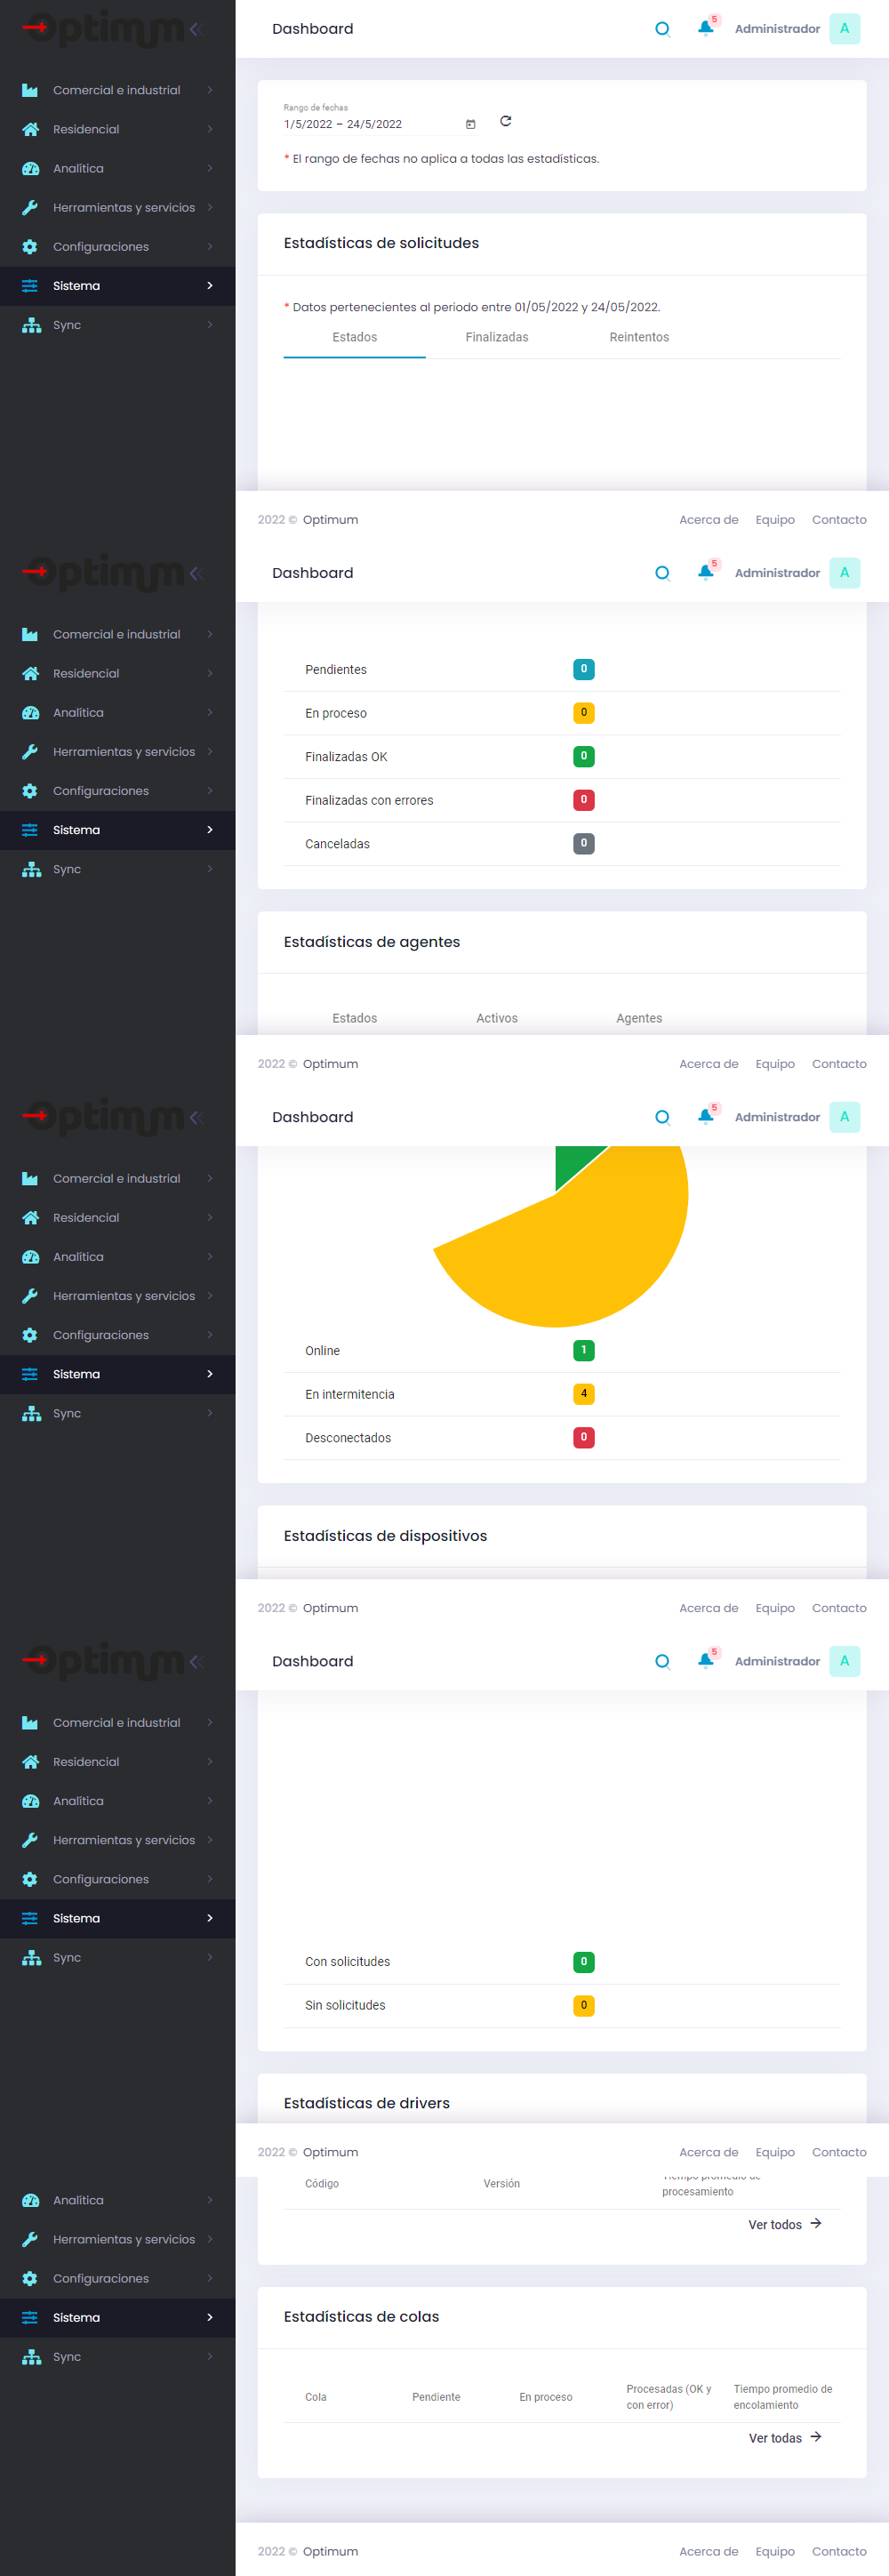 Optimum
Dashboard
5
Administrador
A
Comercial e industrial
Residencial
Analítica
Herramientas y servicios
Configuraciones
Sistema
Sync
Rango de fechas
1/5/2022 – 24/5/2022
* El rango de fechas no aplica a todas las estadísticas.
Estadísticas de solicitudes
* Datos pertenecientes al periodo entre 01/05/2022 y 24/05/2022.
Estados Finalizadas Reintentos
2022 © Optimum Acerca de Equipo Contacto
Optimum
Dashboard
5
Administrador
A
Comercial e industrial
Residencial
Analítica
Herramientas y servicios
Configuraciones
Sistema
Sync
Pendientes 0
En proceso 0
Finalizadas OK 0
Finalizadas con errores 0
Canceladas 0
Estadísticas de agentes
Estados Activos Agentes
2022 © Optimum Acerca de Equipo Contacto
Optimum
Dashboard
5
Administrador
A
Comercial e industrial
Residencial
Analítica
Herramientas y servicios
Configuraciones
Sistema
Sync
Online 1
En intermitencia 4
Desconectados 0
Estadísticas de dispositivos
2022 © Optimum Acerca de Equipo Contacto
Optimum
Dashboard
5
Administrador
A
Comercial e industrial
Residencial
Analítica
Herramientas y servicios
Configuraciones
Sistema
Sync
Con solicitudes 0
Sin solicitudes 0
Estadísticas de drivers
2022 © Optimum Acerca de Equipo Contacto
Analítica
Herramientas y servicios
Configuraciones
Sistema
Sync
Código Versión Tiempo promedio de
procesamiento
Ver todos
Estadísticas de colas
Cola Pendiente En proceso Procesadas (OK y
con error) Tiempo promedio de
encolamiento
Ver todas
2022 © Optimum Acerca de Equipo Contacto